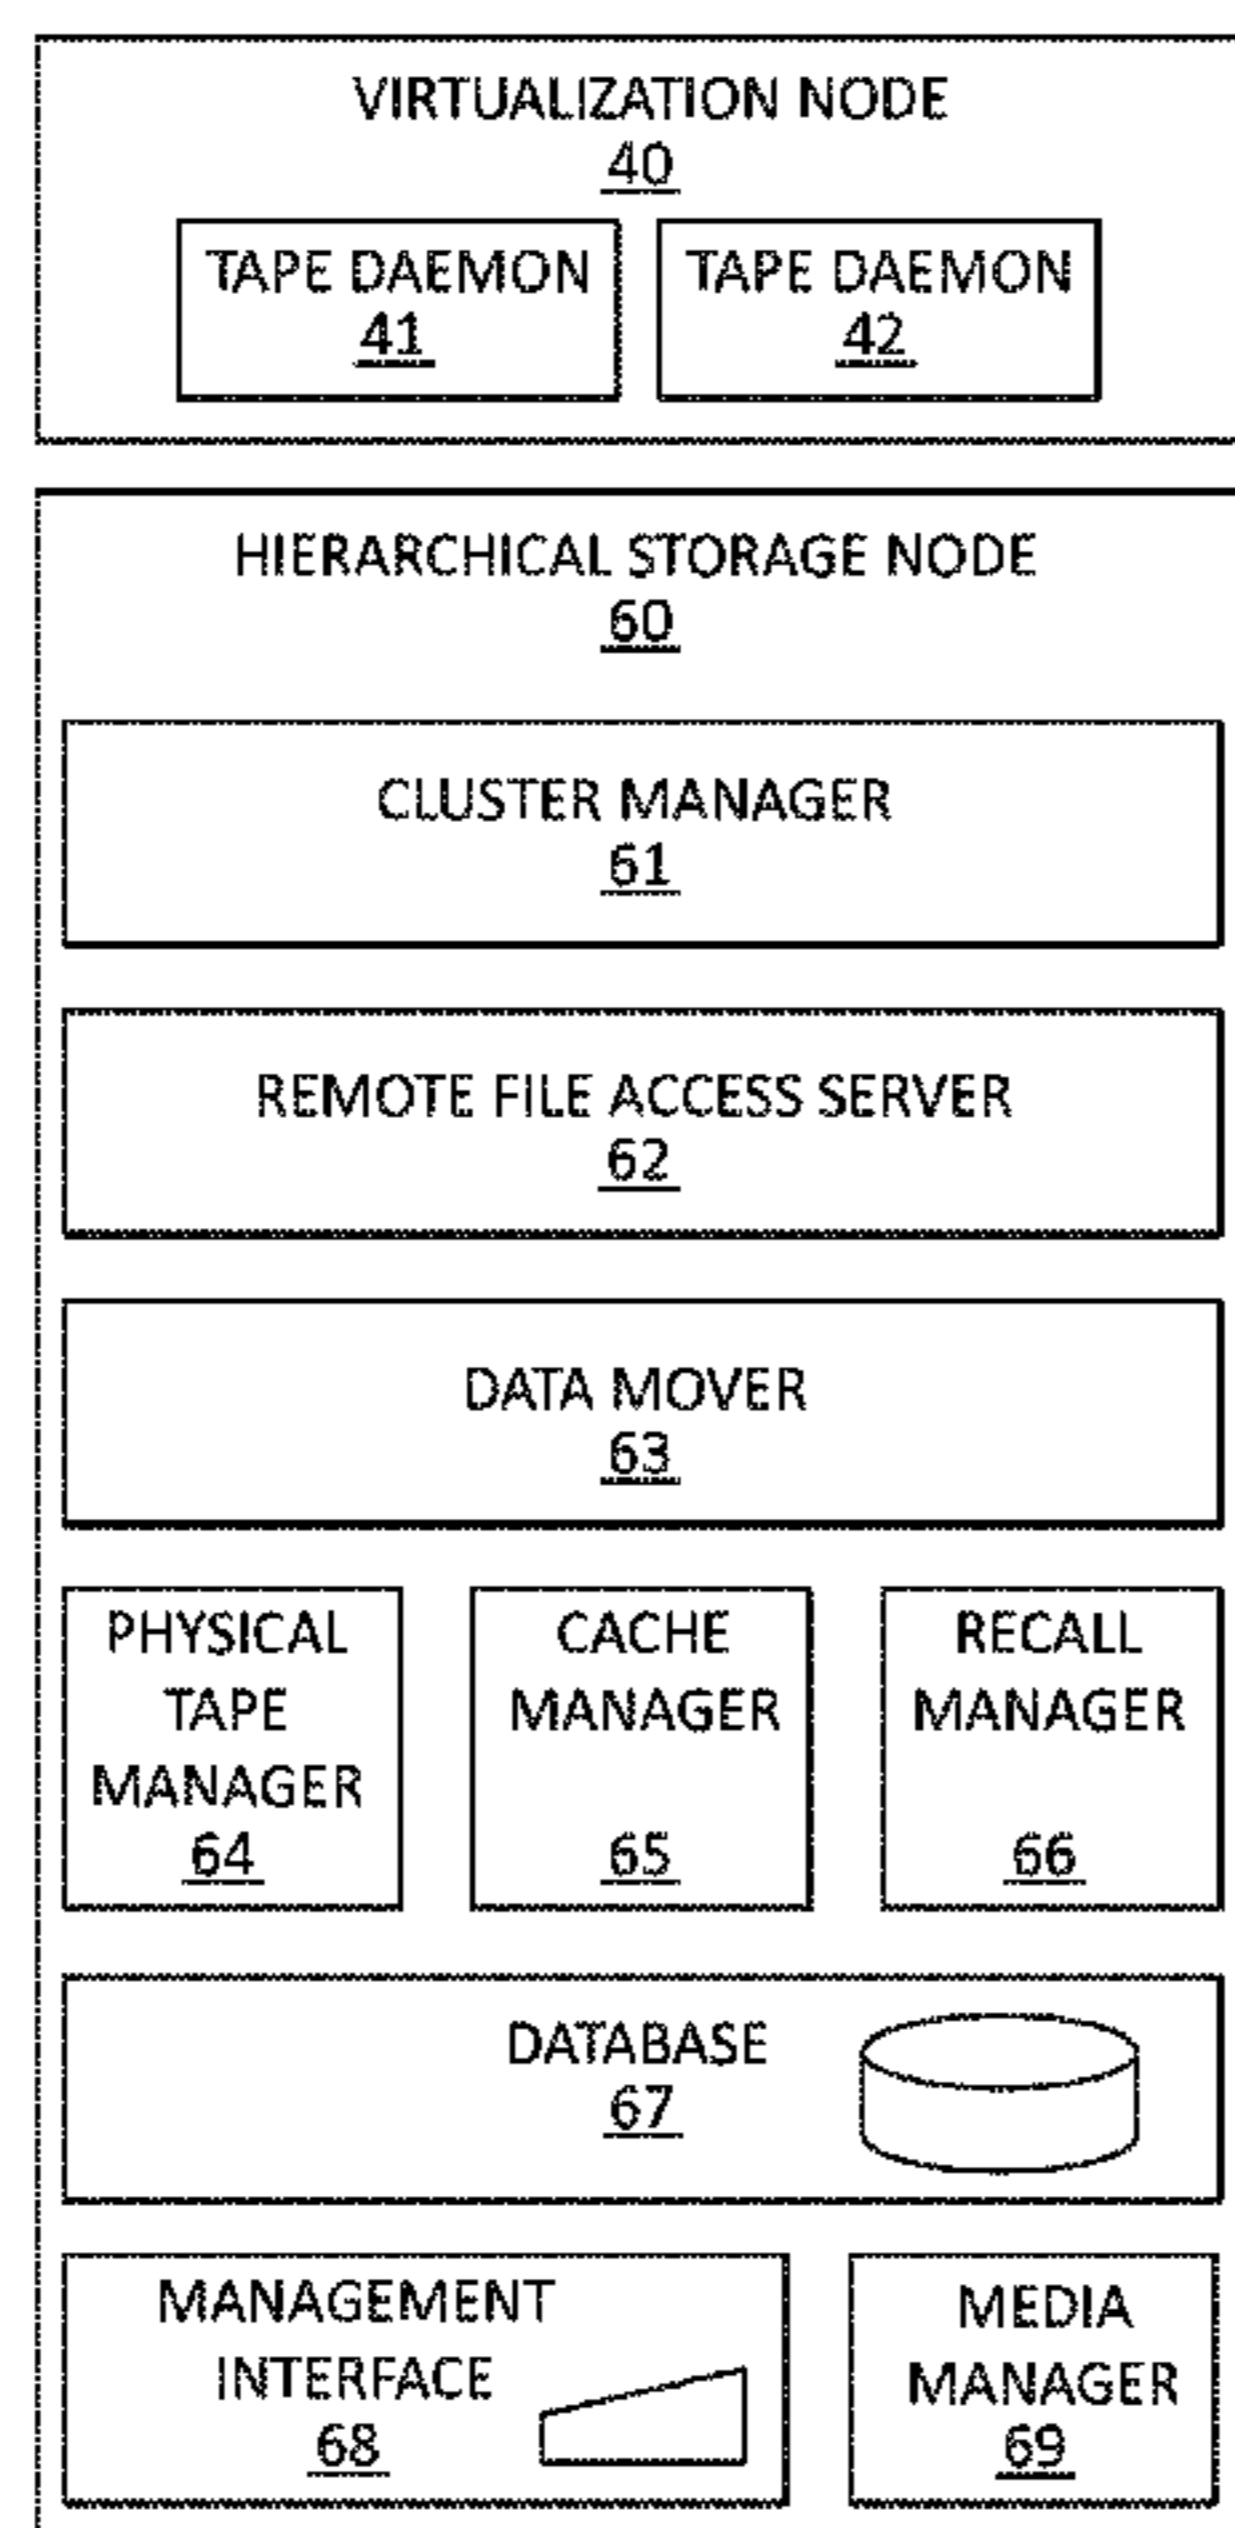 VIRTUALIZATION NODE
40
TAPE DAEMON
41
TAPE DAEMON
42
HIERARCHICAL STORAGE NODE
60
CLUSTER MANAGER
61
REMOTE FILE ACCESS SERVER
62
DATA MOVER
63
PHYSICAL
TAPE
MANAGER
64
CACHE
MANAGER
65
RECALL
MANAGER
66
DATABASE
67
MANAGEMENT
INTERFACE
68
MEDIA
MANAGER
69